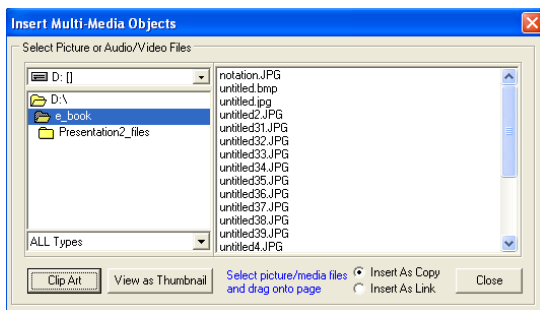 Insert Multi-Media Objects
Select Picture or Audio/Video Files
D: []
D:\
e_book
Presentation2_files
ALL Types
notation.JPG
untitled.bmp
untitled.jpg
untitled2.JPG
untitled31.JPG
untitled32.JPG
untitled33.JPG
untitled34.JPG
untitled35.JPG
untitled36.JPG
untitled37.JPG
untitled38.JPG
untitled39.JPG
untitled4.JPG
Clip Art
View as Thumbnail
Select picture/media files
and drag onto page
Insert As Copy
Insert As Link
Close